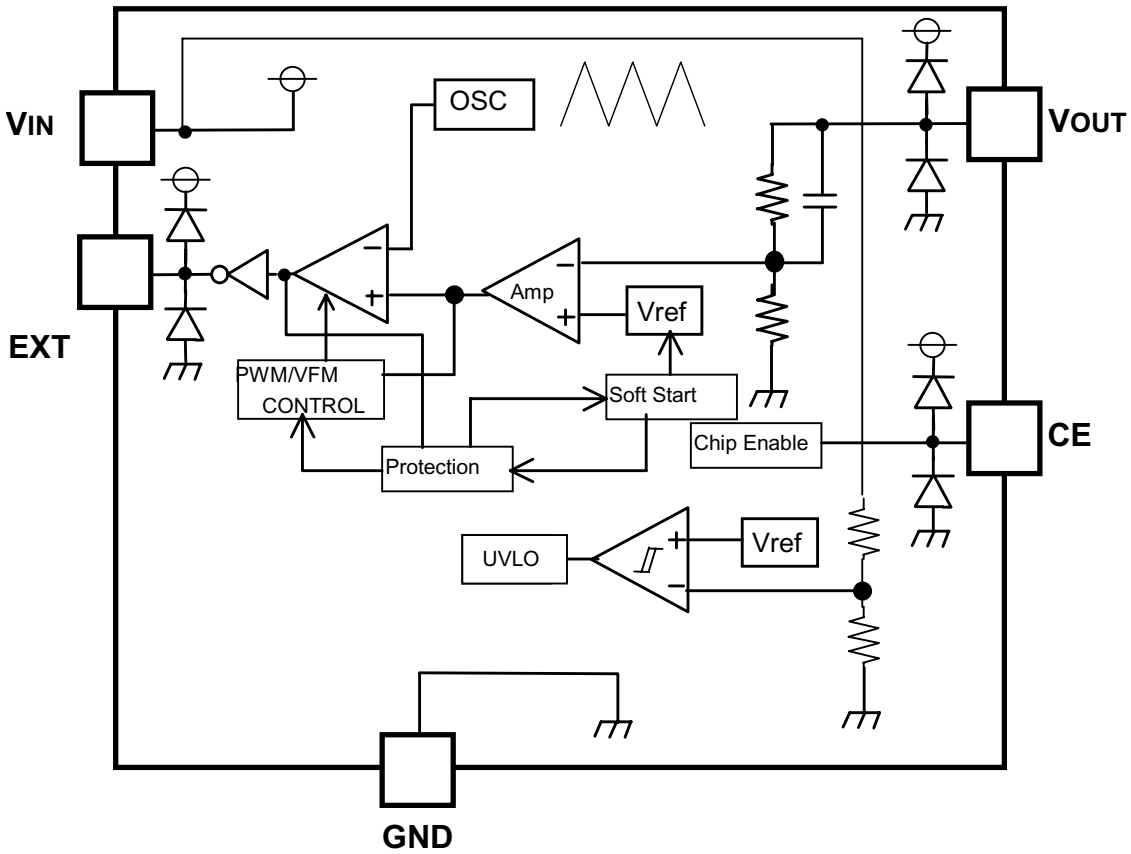 OSC
VIN
VOUT
Amp
Vref
EXT
PWM/VFM
CONTROL
Soft Start
Chip Enable
CE
Protection
UVLO
Vref
GND